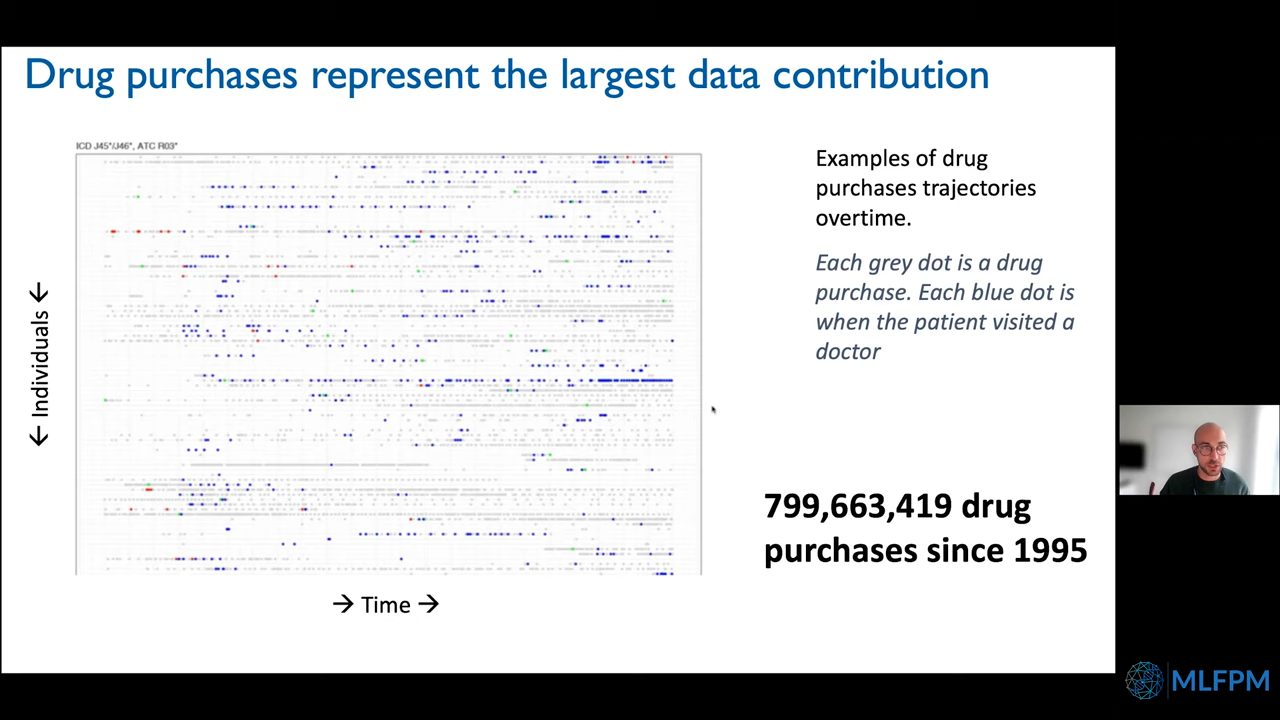 Drug purchases represent the largest data contribution
ICD J45*/J46*, ATC R03*
Examples of drug
purchases trajectories
overtime.
Each grey dot is a drug
purchase. Each blue dot is
when the patient visited a
doctor
← Individuals ←
799,663,419 drug
purchases since 1995
→ Time →
MLFPM